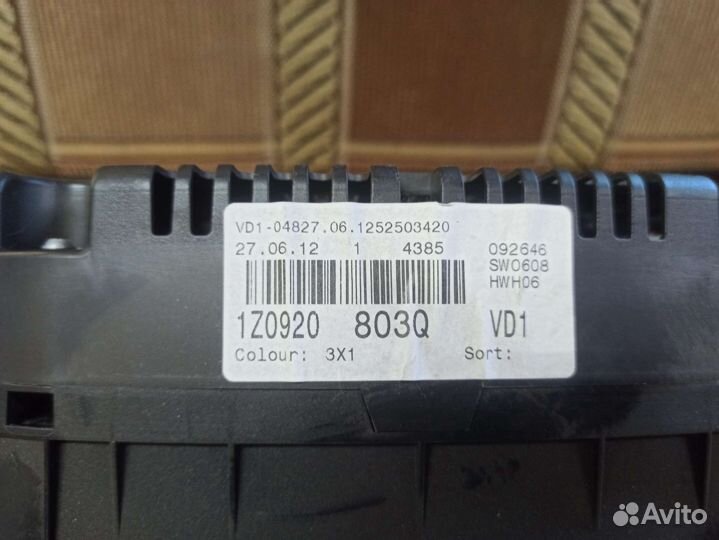 VD1-04827.06.1252503420
27.06.12 1 4385 092646
SW0608
HWH06
1Z0920 803Q VD1
Colour: 3X1 Sort:
Avito